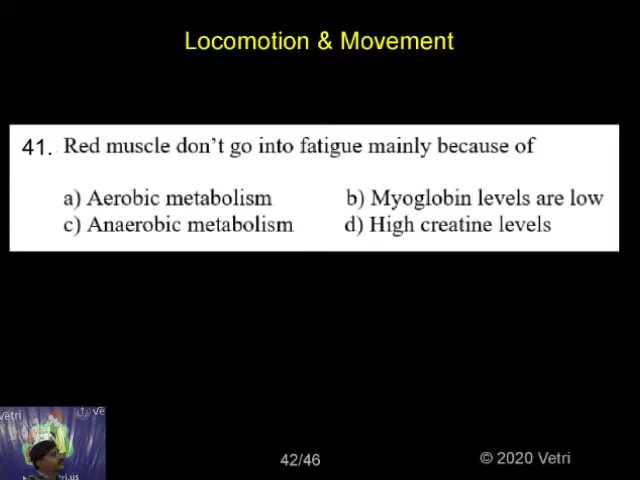 Locomotion & Movement
41. Red muscle don't go into fatigue mainly because of
a) Aerobic metabolism b) Myoglobin levels are low
c) Anaerobic metabolism d) High creatine levels
vetri
42/46
© 2020 Vetri